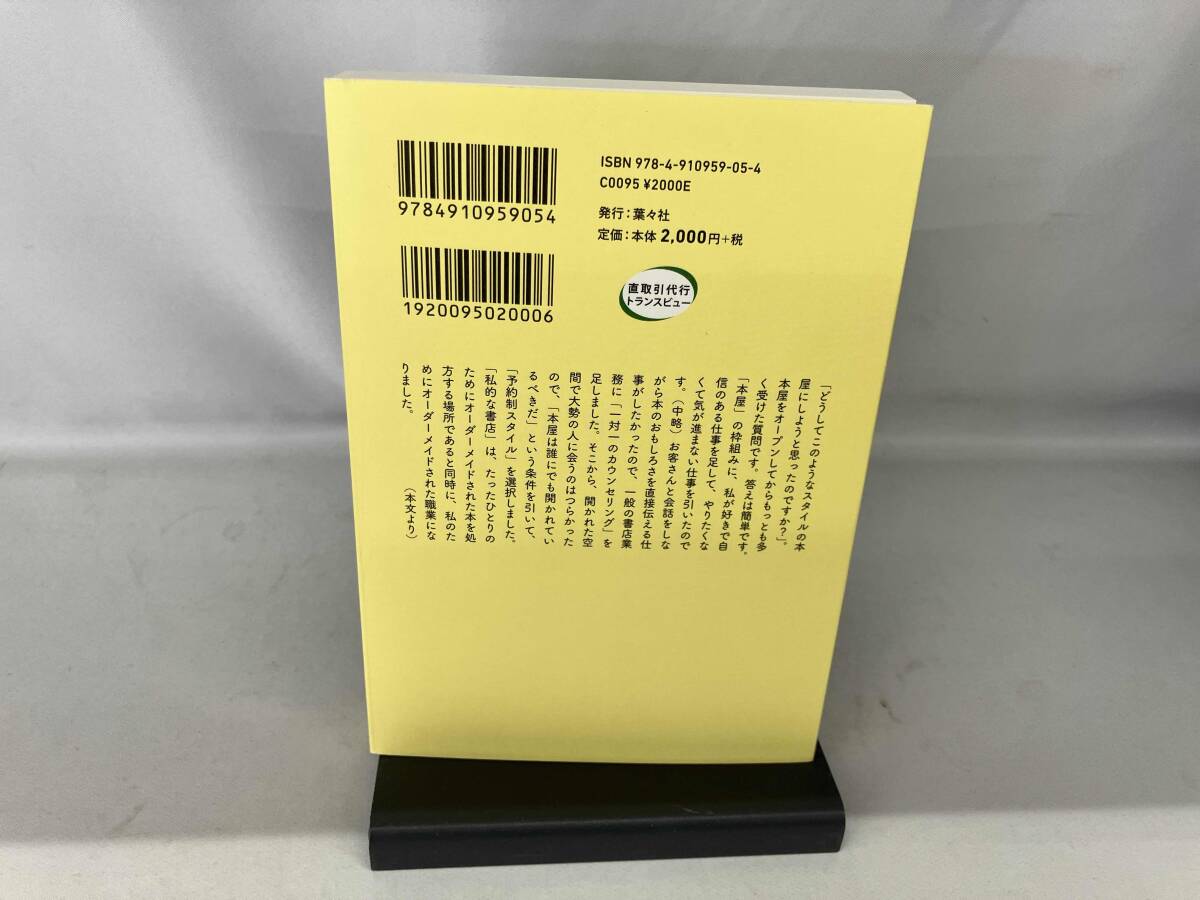 ISBN 978-4-910959-05-4
C0095 ¥2000E
発行：葉々社
定価：本体 2,000円+税
9784910959054
1920095020006
直取引代行
トランスビュー
「どうしてこのようなスタイルの本
屋にしようと思ったのですか？」。
本屋をオープンしてからもっとも多
く受けた質問です。答えは簡単です。
「本屋」の枠組みに、私が好きで自
信のある仕事を足して、やりたくな
くて気が進まない仕事を引いたので
す。（中略）お客さんと会話をしな
がら本のおもしろさを直接伝える仕
事がしたかったので、一般の書店業
務に「一対一のカウンセリング」を
足しました。そこから、開かれた空
間で大勢の人に会うのはつらかった
ので、「本屋は誰にでも開かれてい
るべきだ」という条件を引いて、
「予約制スタイル」を選択しました。
「私的な書店」は、たったひとりの
ためにオーダーメイドされた本を処
方する場所であると同時に、私のた
めにオーダーメイドされた職業にな
りました。
（本文より）